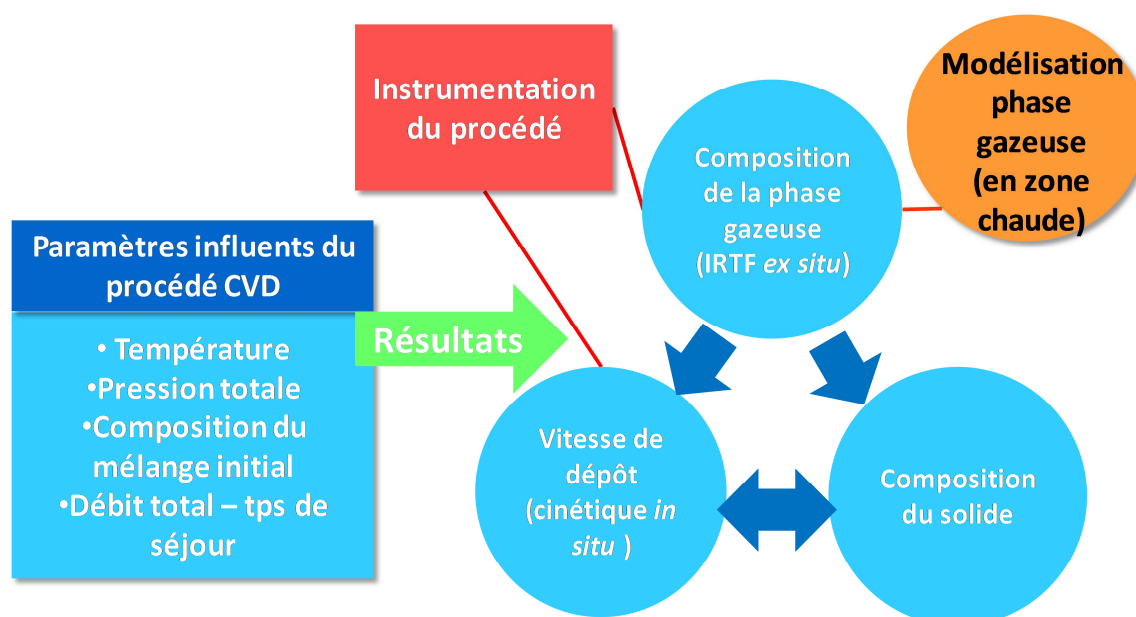 Instrumentation
du procédé
Modélisation
phase
gazeuse
(en zone
chaude)
Composition
de la phase
gazeuse
(IRTF ex situ)
Paramètres influents du
procédé CVD
• Température
•Pression totale
•Composition du
mélange initial
•Débit total – tps de
séjour
Résultats
Vitesse de
dépôt
(cinétique in
situ )
Composition
du solide